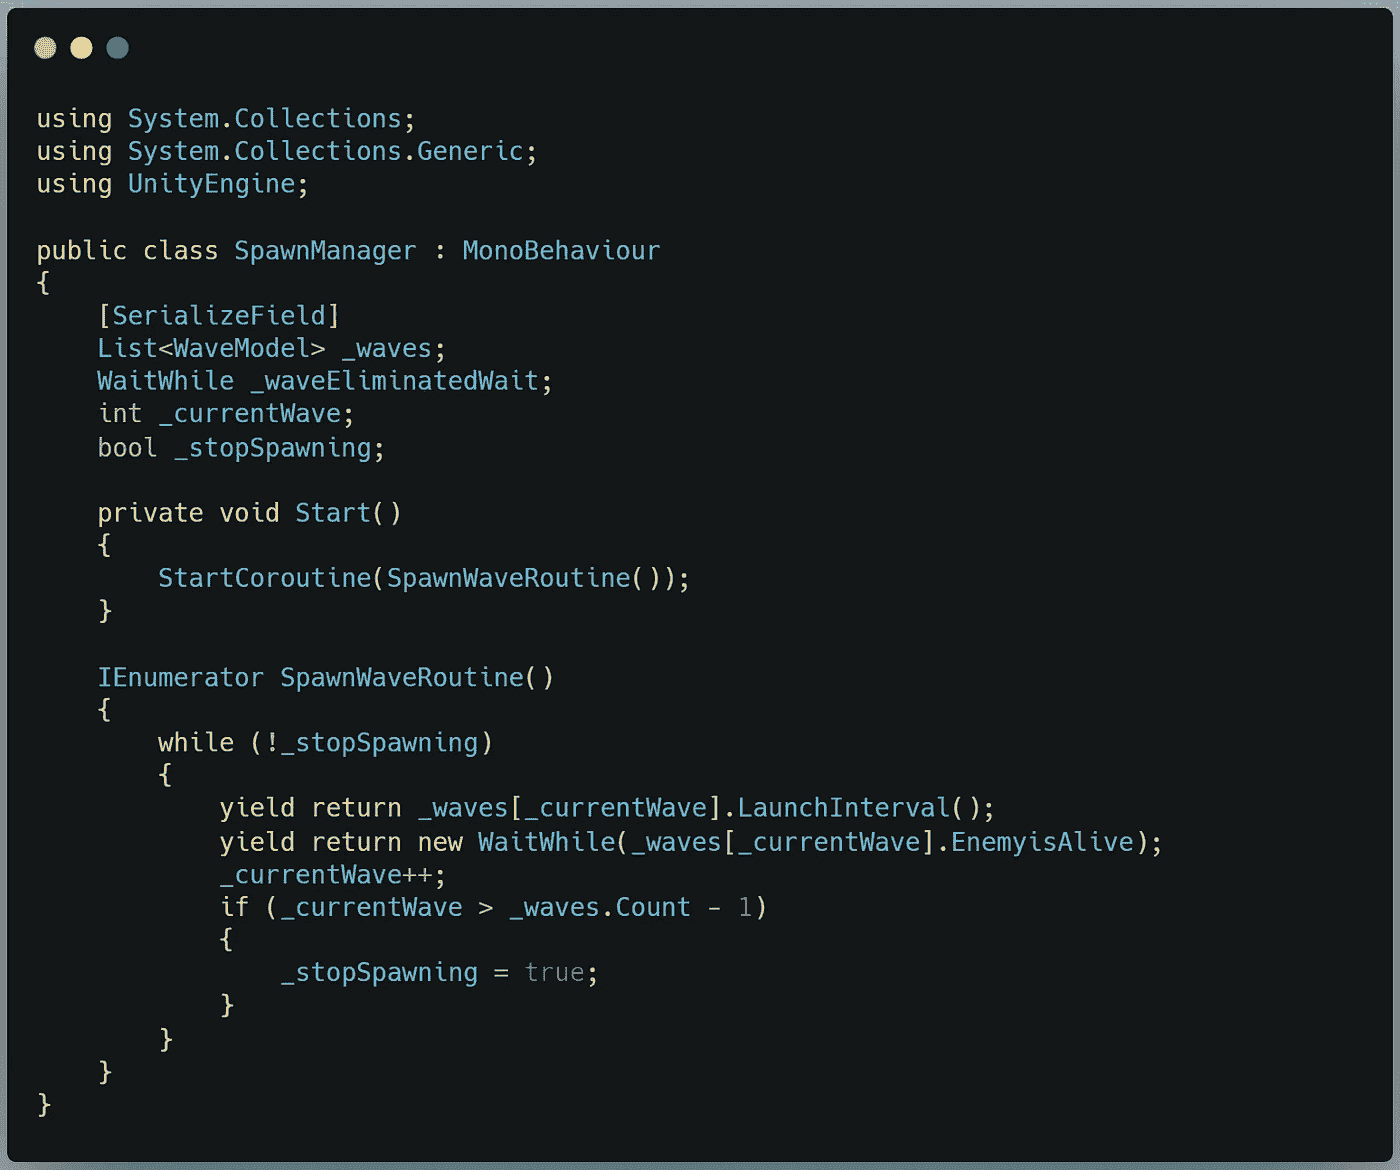 using System.Collections;
using System.Collections.Generic;
using UnityEngine;

public class SpawnManager : MonoBehaviour
{
    [SerializeField]
    List<WaveModel> _waves;
    WaitWhile _waveEliminatedWait;
    int _currentWave;
    bool _stopSpawning;

    private void Start()
    {
        StartCoroutine(SpawnWaveRoutine());
    }

    IEnumerator SpawnWaveRoutine()
    {
        while (!_stopSpawning)
        {
            yield return _waves[_currentWave].LaunchInterval();
            yield return new WaitWhile(_waves[_currentWave].EnemyisAlive);
            _currentWave++;
            if (_currentWave > _waves.Count - 1)
            {
                _stopSpawning = true;
            }
        }
    }
}